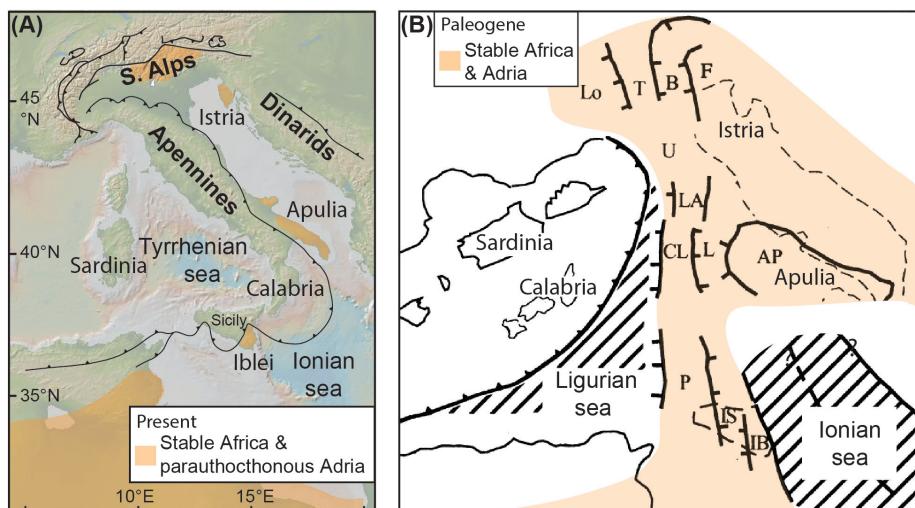 (A)
S. Alps
45
°N
Istria
Dinarids
Apennines
Apulia
40°N
Tyrrhenian
sea
Sardinia
Calabria
Sicily
Iblei
Ionian
sea
35°N
Present
Stable Africa &
parauthocthonous Adria
10°E
15°E
(B)
Paleogene
Stable Africa
& Adria
Lo
T
B
F
Istria
U
LA
Sardinia
CL
L
AP
Apulia
Calabria
?
?
Ligurian
sea
P
IS
IB
Ionian
sea